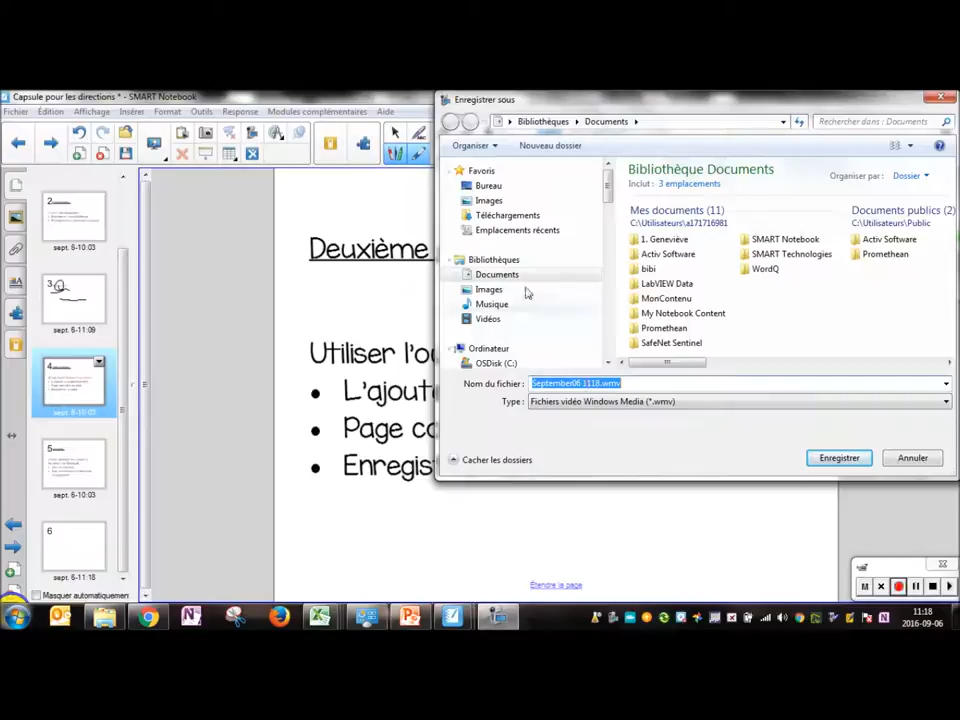 Capsule pour les directions * - SMART Notebook
Fichier Édition Affichage Insérer Format Outils Réponse Modules complémentaires Aide
2
sept. 6-10:03
3
sept. 6-11:09
4
sept. 6-10:03
5
sept. 6-10:03
6
sept. 6-11:18
Masquer automatiquemen
Deuxième
Utiliser l'o
• L'ajout
• Page co
• Enregis
Étendre la page
Enregistrer sous
Bibliothèques Documents
Rechercher dans : Documents
Organiser Nouveau dossier
Favoris
Bureau
Images
Téléchargements
Emplacements récents
Bibliothèques
Documents
Images
Musique
Vidéos
Ordinateur
OSDisk (C:)
Bibliothèque Documents
Inclut : 3 emplacements
Organiser par : Dossier
Mes documents (11)
C:\Utilisateurs\a171716981
1. Geneviève
Activ Software
bibi
LabVIEW Data
MonContenu
My Notebook Content
Promethean
SafeNet Sentinel
SMART Notebook
SMART Technologies
WordQ
Documents publics (2)
C:\Utilisateurs\Public
Activ Software
Promethean
Nom du fichier : September06 1118.wmv
Type : Fichiers vidéo Windows Media (*.wmv)
Cacher les dossiers
Enregistrer Annuler
11:18
2016-09-06